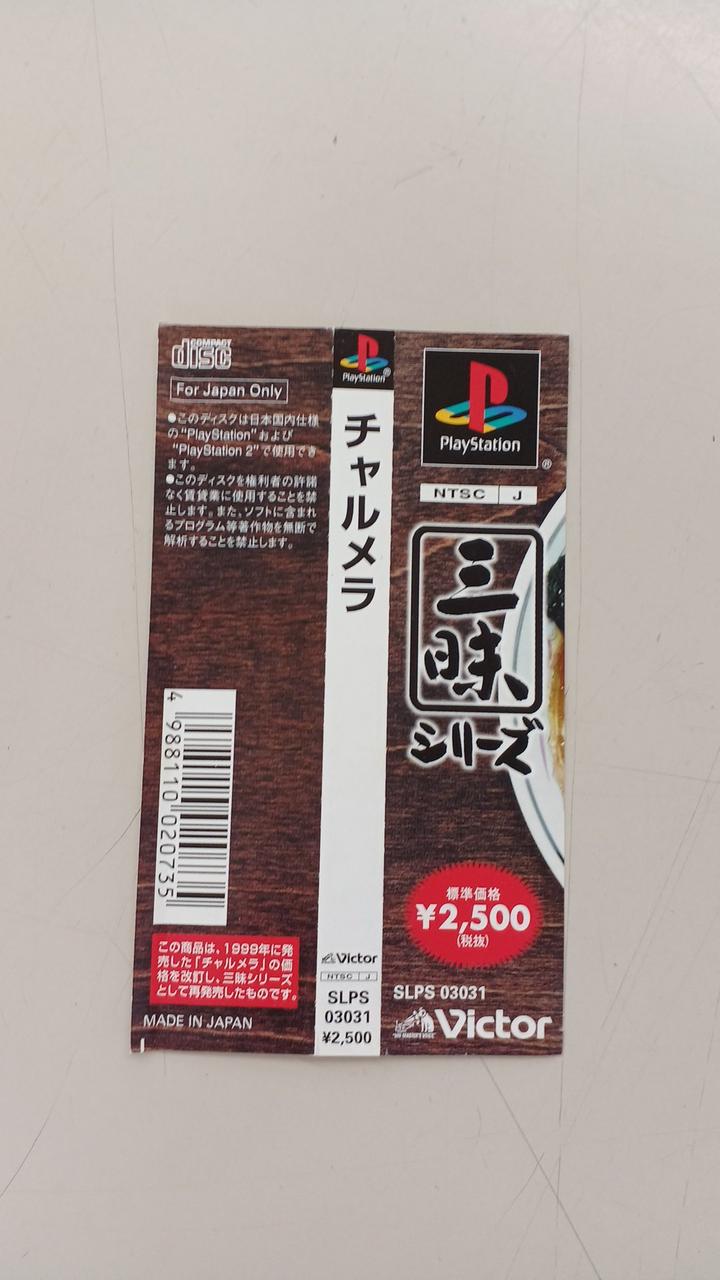 COMPACT
disc
For Japan Only
●このディスクは日本国内仕様
の"PlayStation"および
"PlayStation 2"で使用でき
ます。
●このディスクを権利者の許諾
なく賃貸業に使用することを禁
止します。また、ソフトに含まれ
るプログラム等著作物を無断で
解析することを禁止します。
4 988110 020735
この商品は、1999年に発
売した「チャルメラ」の価
格を改訂し、三昧シリーズ
として再発売したものです。
MADE IN JAPAN
PlayStation®
チャルメラ
Victor
NTSC J
SLPS
03031
¥2,500
PlayStation
®
NTSC J
三昧
シリーズ
標準価格
¥2,500
(税抜)
SLPS 03031
"HIS MASTER'S VOICE"
Victor